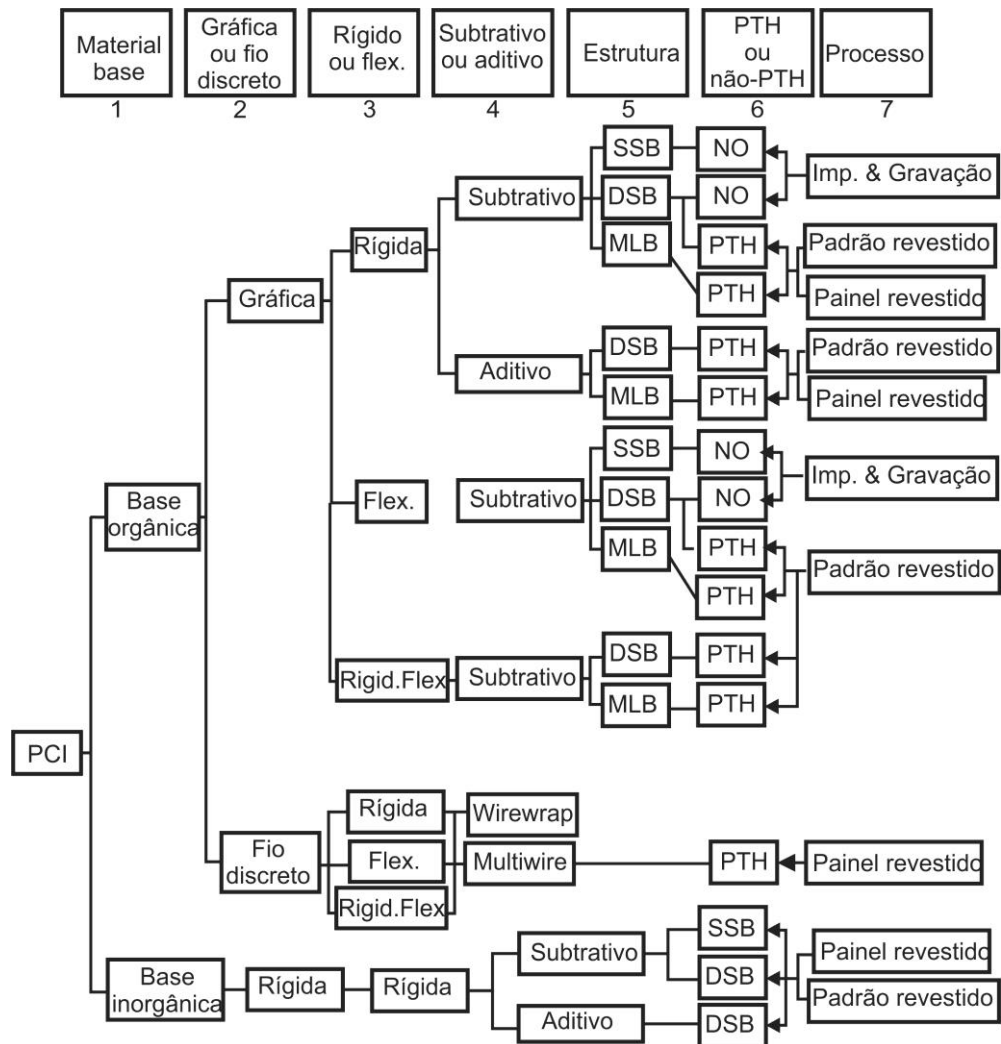 Material
base
Gráfica
ou fio
discreto
Rígido
ou flex.
Subtrativo
ou aditivo
Estrutura
PTH
ou
não-PTH
Processo
1
2
3
4
5
6
7
SSB
NO
Imp. & Gravação
Subtrativo
DSB
NO
Rígida
MLB
PTH
Padrão revestido
Gráfica
PTH
Painel revestido
Aditivo
DSB
PTH
Padrão revestido
MLB
PTH
Painel revestido
SSB
NO
Imp. & Gravação
Base
orgânica
Flex.
Subtrativo
DSB
NO
MLB
PTH
Padrão revestido
PTH
DSB
PTH
Rigid.Flex
Subtrativo
MLB
PTH
PCI
Rígida
Wirewrap
Fio
discreto
Flex.
Multiwire
PTH
Painel revestido
Rigid.Flex
SSB
Subtrativo
Painel revestido
Base
inorgânica
Rígida
Rígida
DSB
Padrão revestido
Aditivo
DSB